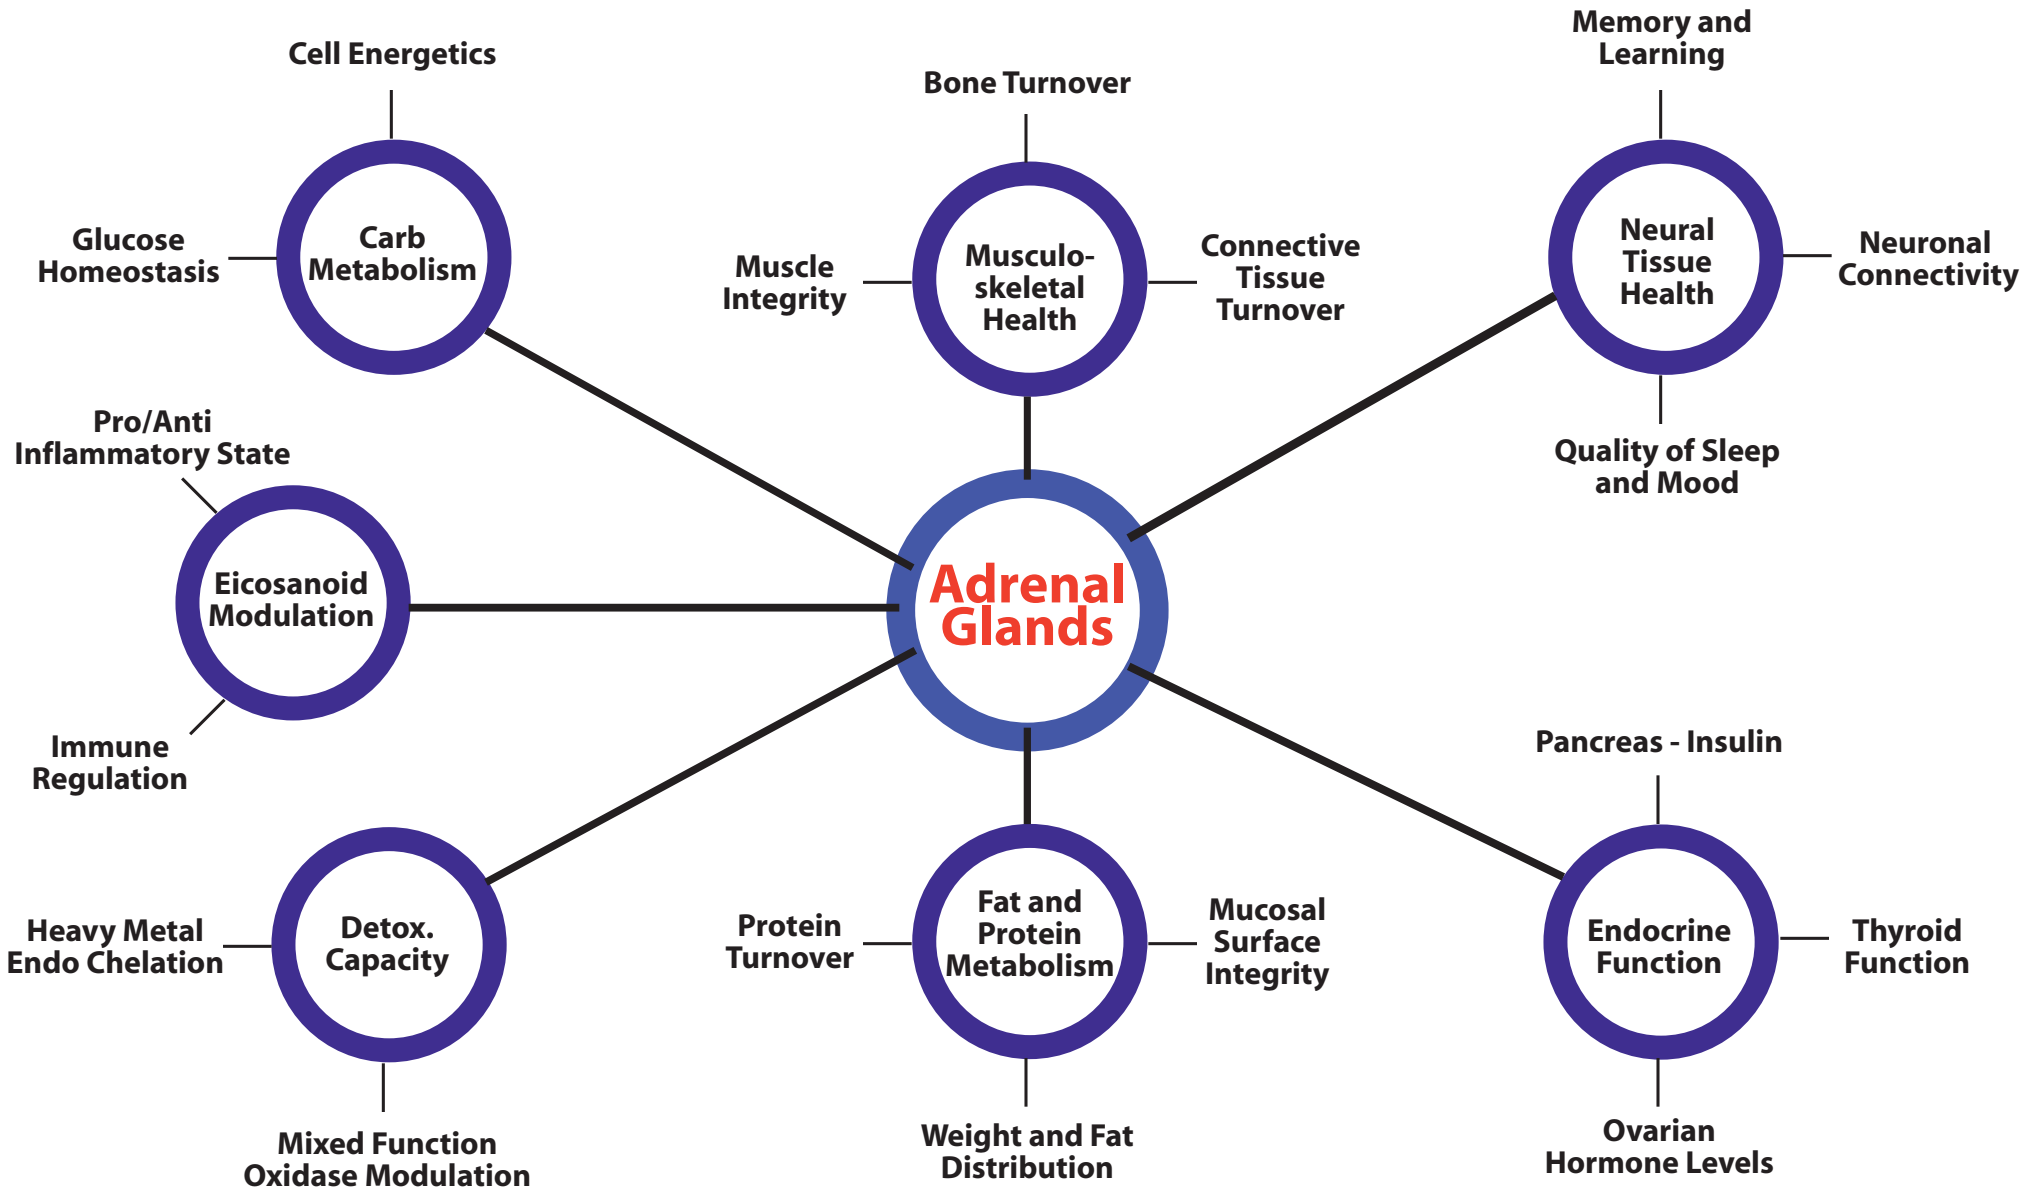 Cell Energetics
Glucose
Homeostasis
Carb
Metabolism
Bone Turnover
Muscle
Integrity
Musculo-
skeletal
Health
Connective
Tissue
Turnover
Memory and
Learning
Neural
Tissue
Health
Neuronal
Connectivity
Quality of Sleep
and Mood
Pro/Anti
Inflammatory State
Eicosanoid
Modulation
Immune
Regulation
Adrenal
Glands
Heavy Metal
Endo Chelation
Detox.
Capacity
Mixed Function
Oxidase Modulation
Protein
Turnover
Fat and
Protein
Metabolism
Mucosal
Surface
Integrity
Weight and Fat
Distribution
Pancreas - Insulin
Endocrine
Function
Thyroid
Function
Ovarian
Hormone Levels